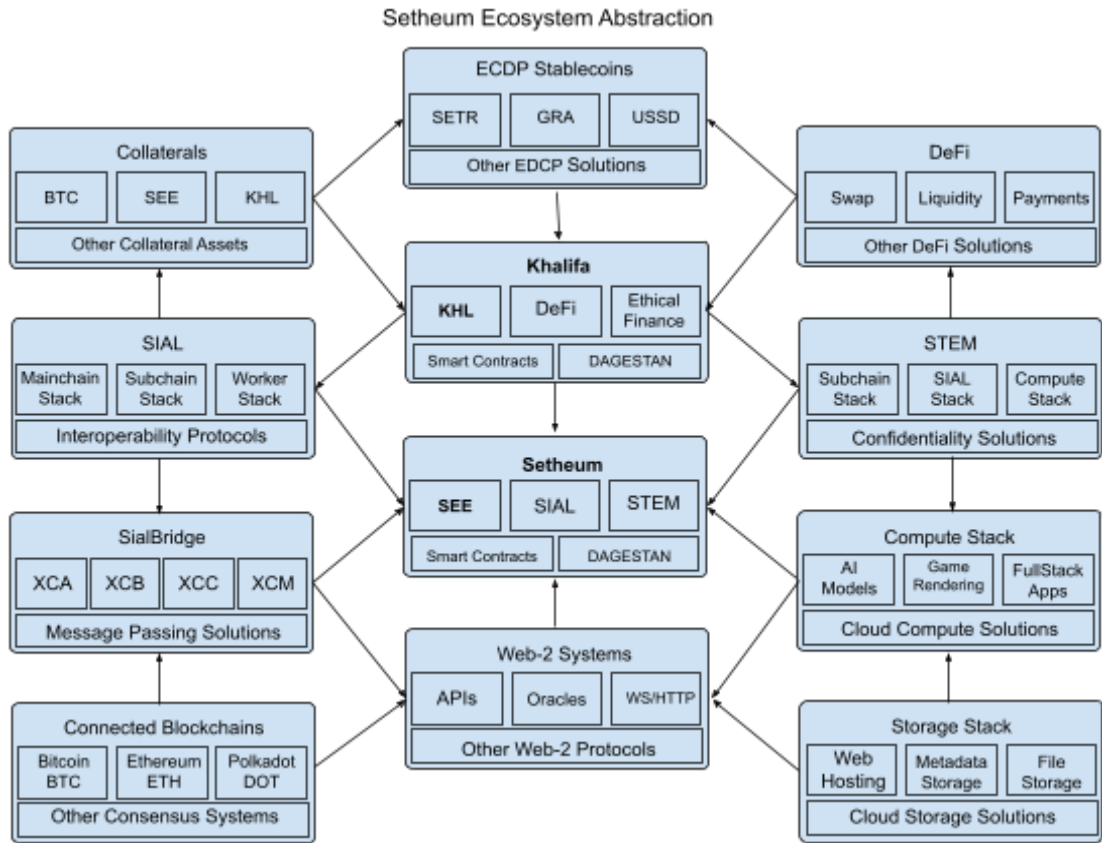 Setheum Ecosystem Abstraction
ECDP Stablecoins
SETR
GRA
USSD
Other EDCP Solutions
Collaterals
BTC
SEE
KHL
Other Collateral Assets
DeFi
Swap
Liquidity
Payments
Other DeFi Solutions
Khalifa
KHL
DeFi
Ethical
Finance
Smart Contracts
DAGESTAN
SIAL
Mainchain
Stack
Subchain
Stack
Worker
Stack
Interoperability Protocols
STEM
Subchain
Stack
SIAL
Stack
Compute
Stack
Confidentiality Solutions
Setheum
SEE
SIAL
STEM
Smart Contracts
DAGESTAN
SialBridge
XCA
XCB
XCC
XCM
Message Passing Solutions
Compute Stack
AI
Models
Game
Rendering
FullStack
Apps
Cloud Compute Solutions
Web-2 Systems
APIs
Oracles
WS/HTTP
Other Web-2 Protocols
Connected Blockchains
Bitcoin
BTC
Ethereum
ETH
Polkadot
DOT
Other Consensus Systems
Storage Stack
Web
Hosting
Metadata
Storage
File
Storage
Cloud Storage Solutions